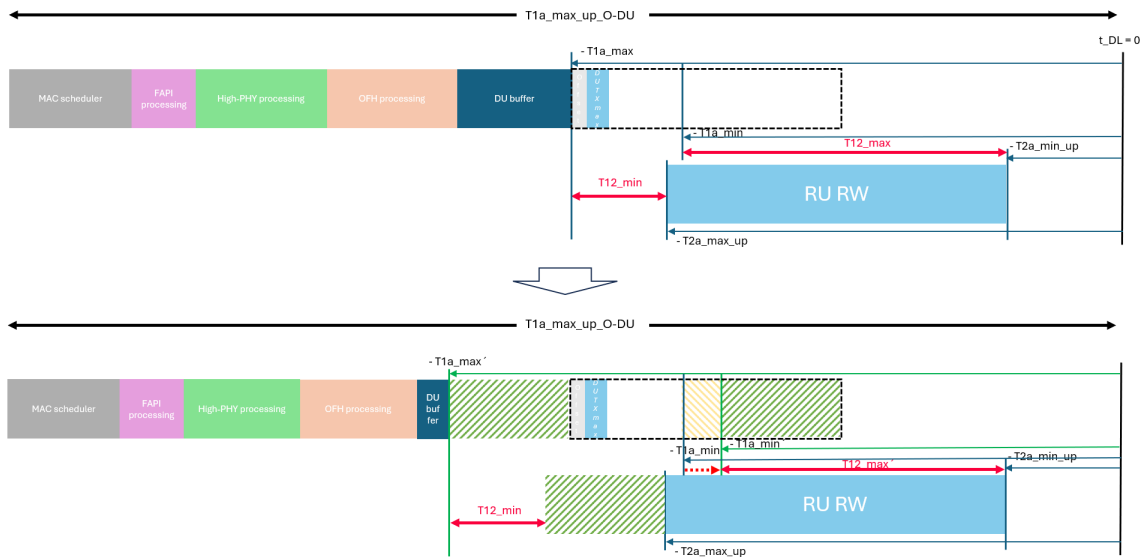 T1a_max_up_O-DU
t_DL = 0
- T1a_max
MAC scheduler
FAPI
processing
High-PHY processing
OFH processing
DU buffer
- T1a_min
T12_max
- T2a_min_up
T12_min
RU RW
- T2a_max_up
T1a_max_up_O-DU
- T1a_max´
MAC scheduler
FAPI
processing
High-PHY processing
OFH processing
DU
buf
fer
- T1a_min´
- T1a_min
- T2a_min_up
T12_max´
T12_min
RU RW
- T2a_max_up